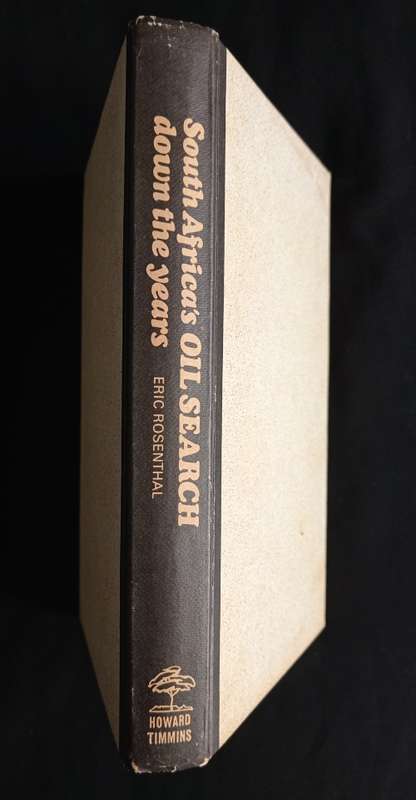 South Africa's OIL SEARCH
down the years
ERIC ROSENTHAL
HOWARD
TIMMINS